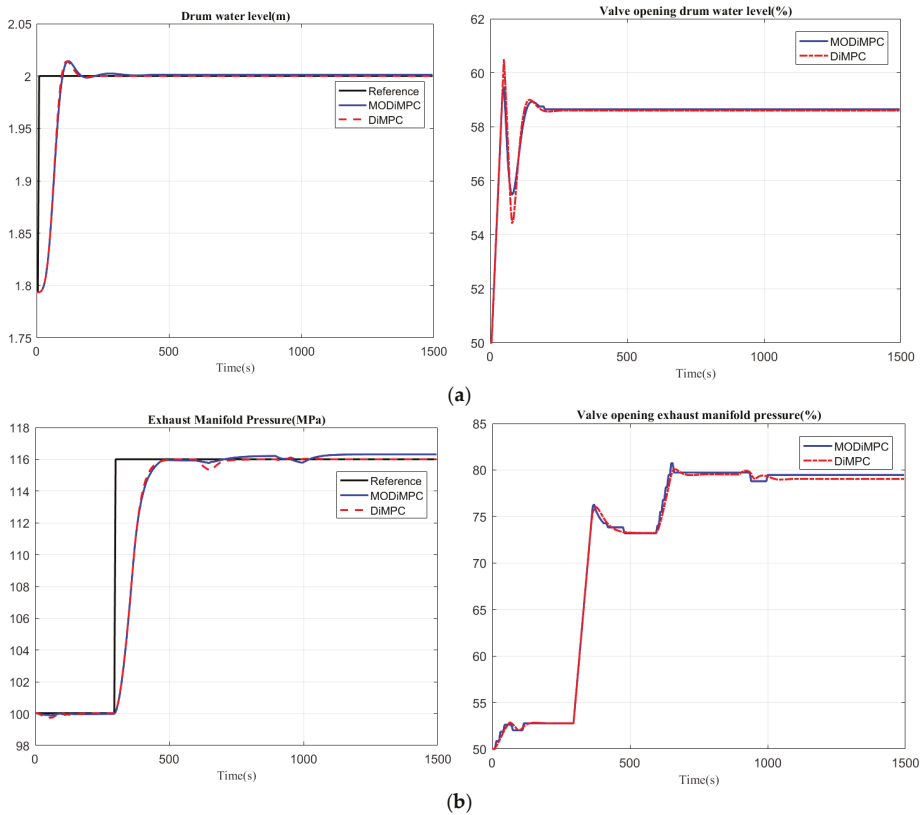 Drum water level(m)
2.05
2
1.95
1.9
1.85
1.8
1.75
Reference
MODiMPC
DiMPC
0
500
1000
1500
Time(s)
Valve opening drum water level(%)
62
60
58
56
54
52
50
MODiMPC
DiMPC
0
500
1000
1500
Time(s)
(a)
Exhaust Manifold Pressure(MPa)
118
116
114
112
110
108
106
104
102
100
98
Reference
MODiMPC
DiMPC
0
500
1000
1500
Time(s)
Valve opening exhaust manifold pressure(%)
85
80
75
70
65
60
55
50
MODiMPC
DiMPC
0
500
1000
1500
Time(s)
(b)